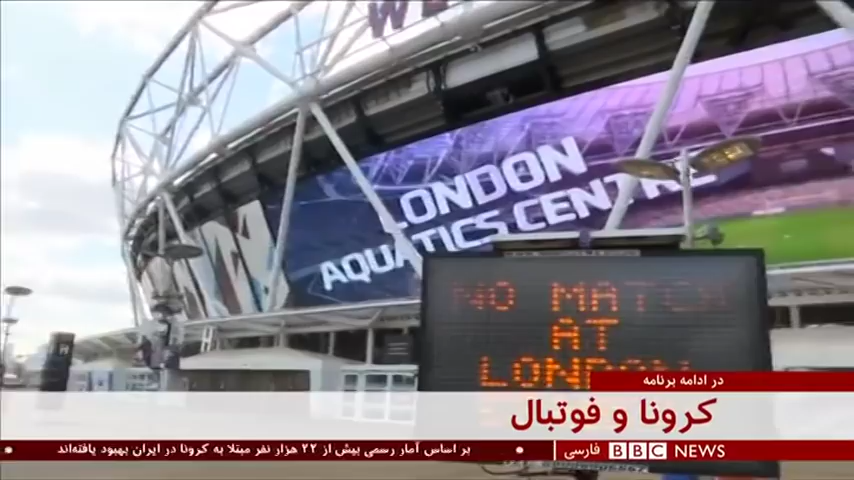 LONDON
AQUATICS CENTRE
NO MATCH
AT
LONDON
در ادامه برنامه
کرونا و فوتبال
BBC NEWS فارسی
بر اساس آمار رسمی بیش از ۲۲ هزار نفر مبتلا به کرونا در ایران بهبود یافته‌اند